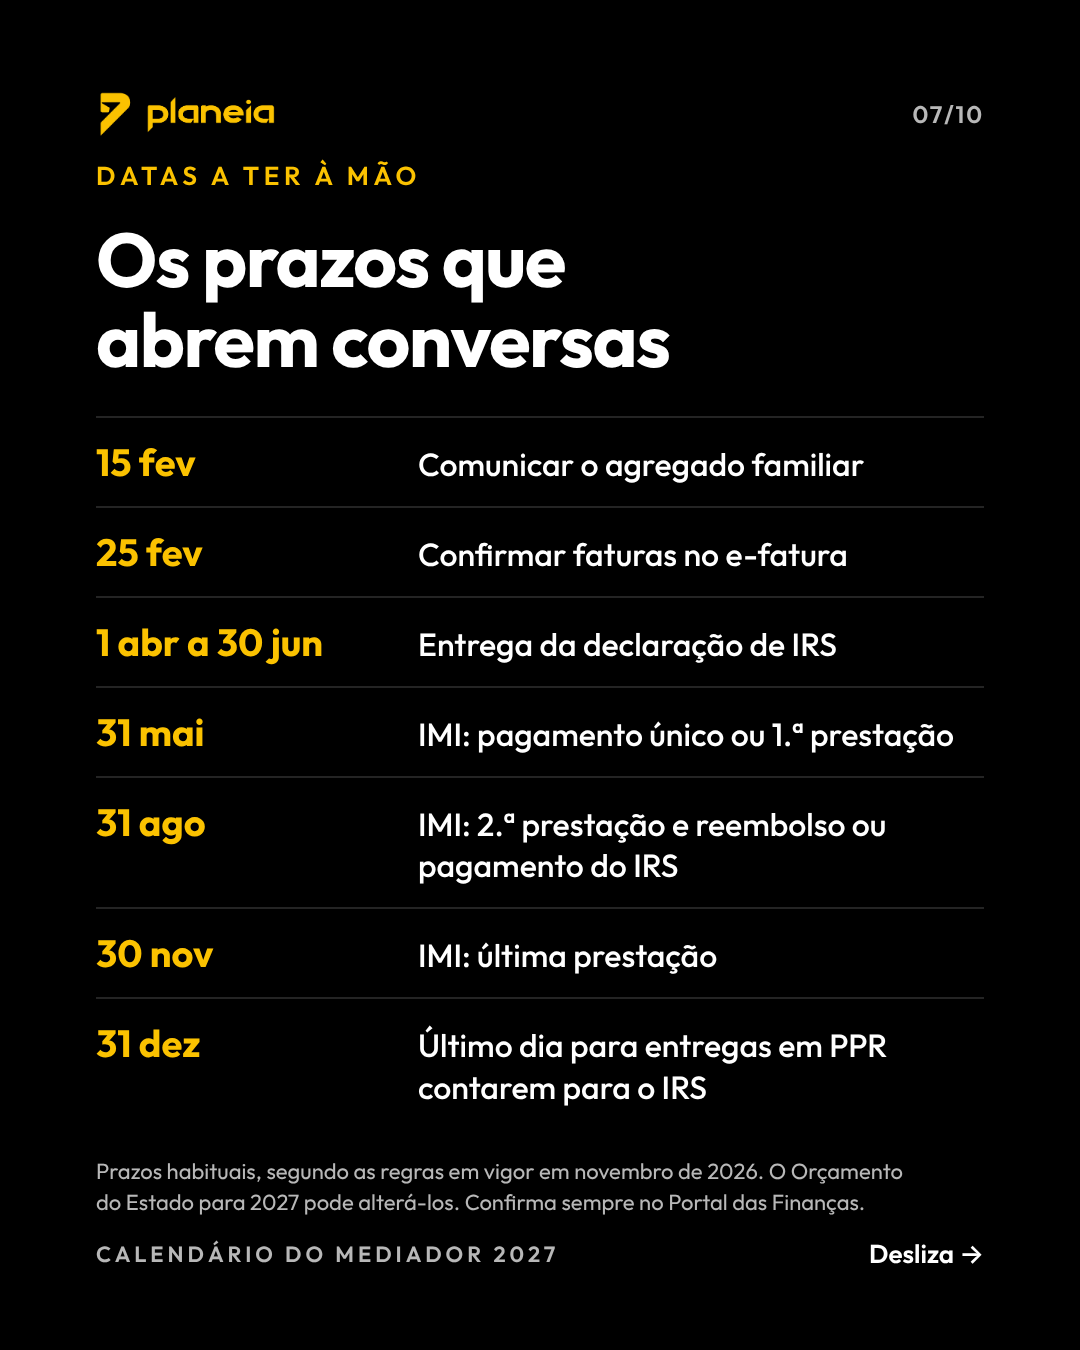 planeia
07/10
DATAS A TER À MÃO
Os prazos que
abrem conversas
15 fev
Comunicar o agregado familiar
25 fev
Confirmar faturas no e-fatura
1 abr a 30 jun
Entrega da declaração de IRS
31 mai
IMI: pagamento único ou 1.ª prestação
31 ago
IMI: 2.ª prestação e reembolso ou
pagamento do IRS
30 nov
IMI: última prestação
31 dez
Último dia para entregas em PPR
contarem para o IRS
Prazos habituais, segundo as regras em vigor em novembro de 2026. O Orçamento
do Estado para 2027 pode alterá-los. Confirma sempre no Portal das Finanças.
CALENDÁRIO DO MEDIADOR 2027
Desliza →